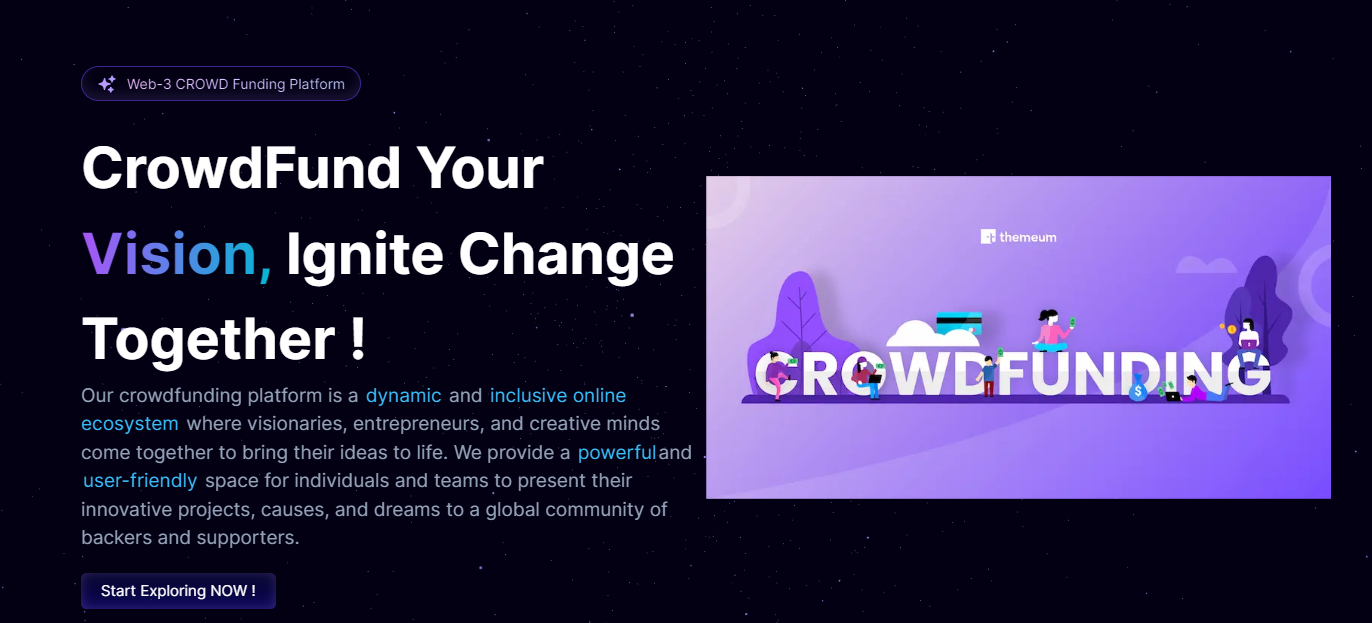 Web-3 CROWD Funding Platform
CrowdFund Your
Vision, Ignite Change
Together !
Our crowdfunding platform is a dynamic and inclusive online
ecosystem where visionaries, entrepreneurs, and creative minds
come together to bring their ideas to life. We provide a powerful and
user-friendly space for individuals and teams to present their
innovative projects, causes, and dreams to a global community of
backers and supporters.
Start Exploring NOW !
themeum
CROWDFUNDING
$